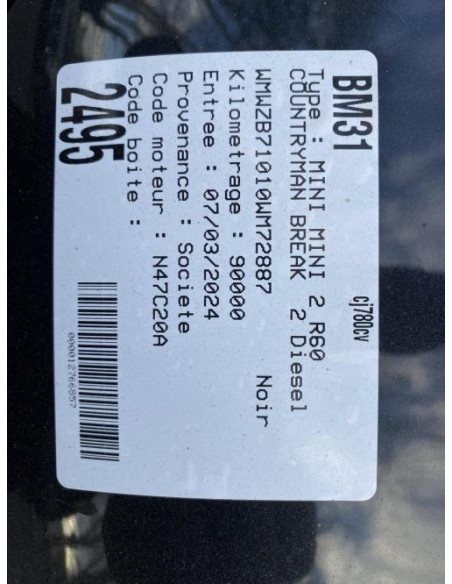 BM31
cj780cv
Type : MINI MINI 2 R60
COUNTRYMAN BREAK 2 Diesel
WMWZB71010WM72887 Noir
Kilometrage : 90000
Entree : 07/03/2024
Provenance : Societe
Code moteur : N47C20A
Code boite :
2495
000012766857